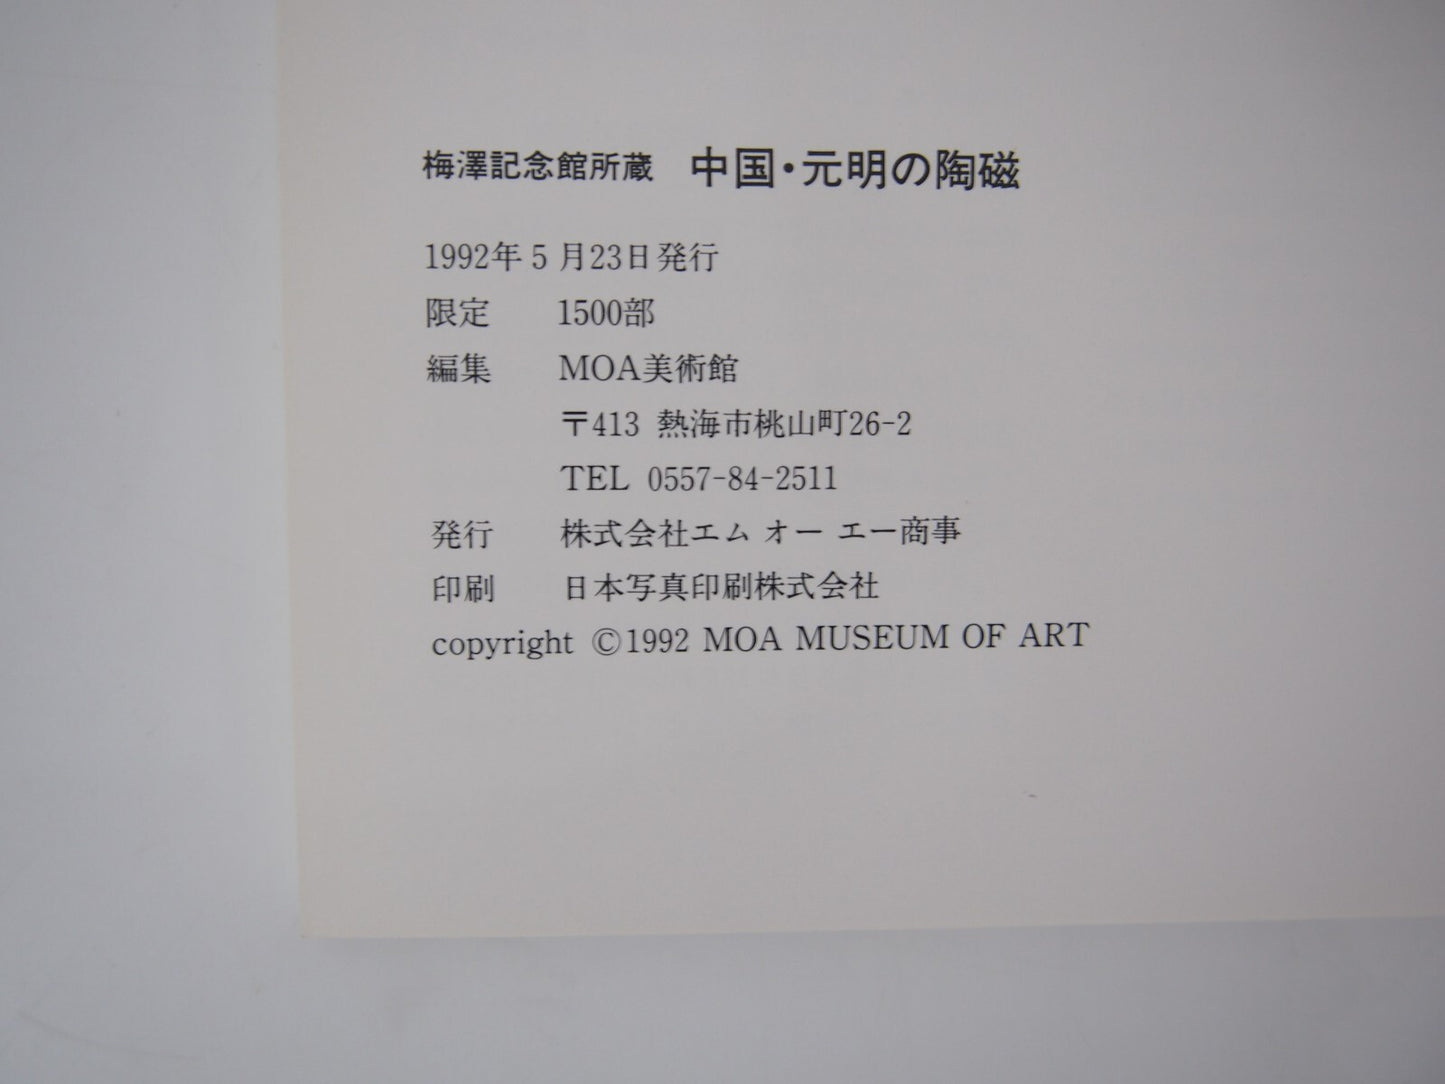 梅澤記念館所蔵 中国・元明の陶磁
1992年5月23日発行
限定 1500部
編集 MOA美術館
〒413 熱海市桃山町26-2
TEL 0557-84-2511
発行 株式会社エム オー エー商事
印刷 日本写真印刷株式会社
copyright ©1992 MOA MUSEUM OF ART